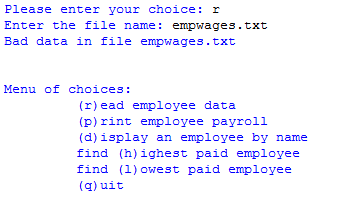 Please enter your choice: r
Enter the file name: empwages.txt
Bad data in file empwages.txt
Menu of choices:
(r)ead employee data
(p)rint employee payroll
(d)isplay an employee by name
find (h)ighest paid employee
find (l)owest paid employee
(q)uit